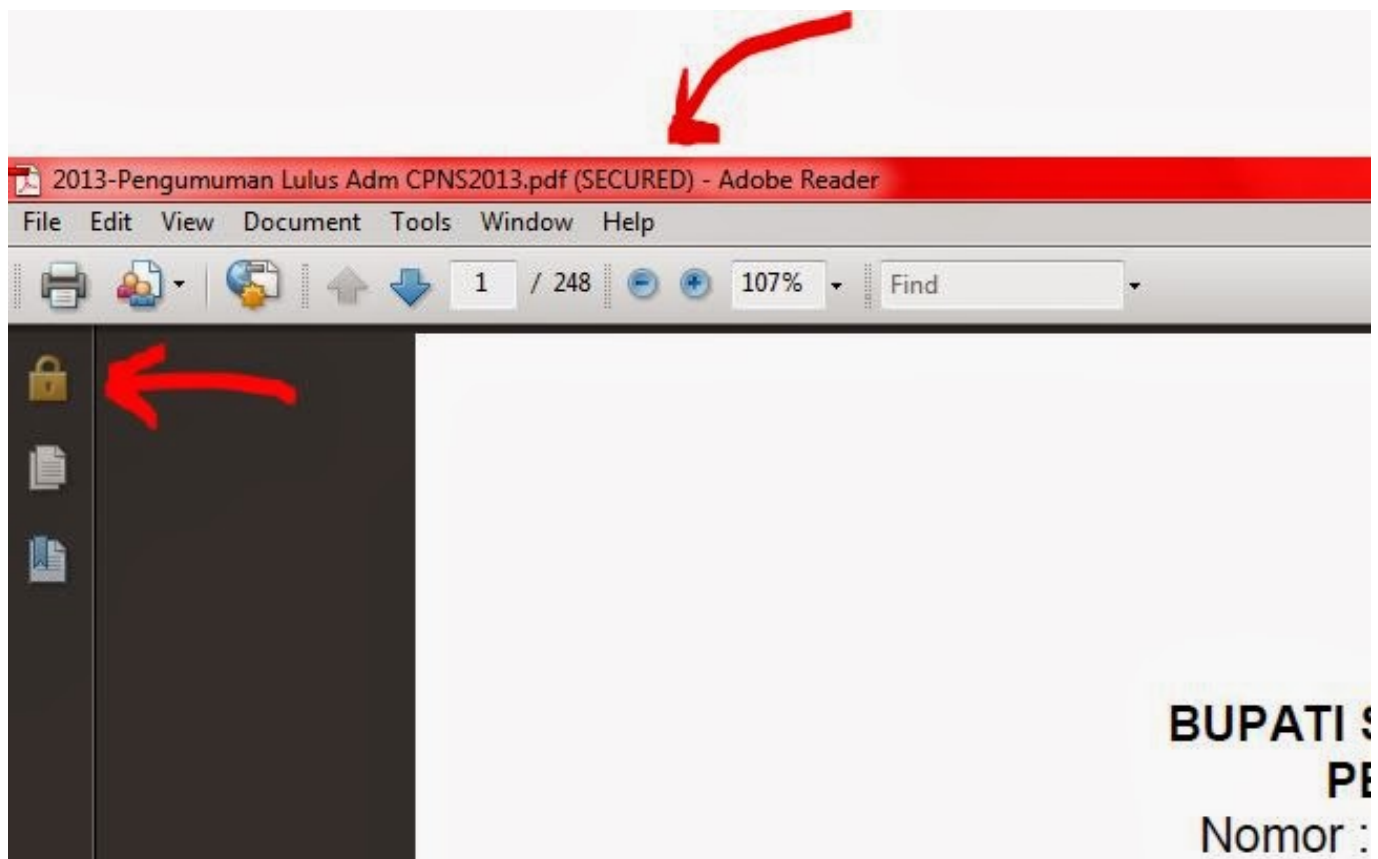 2013-Pengumuman Lulus Adm CPNS2013.pdf (SECURED) - Adobe Reader
File Edit View Document Tools Window Help
1 / 248 107% Find
BUPATI
Nomor :